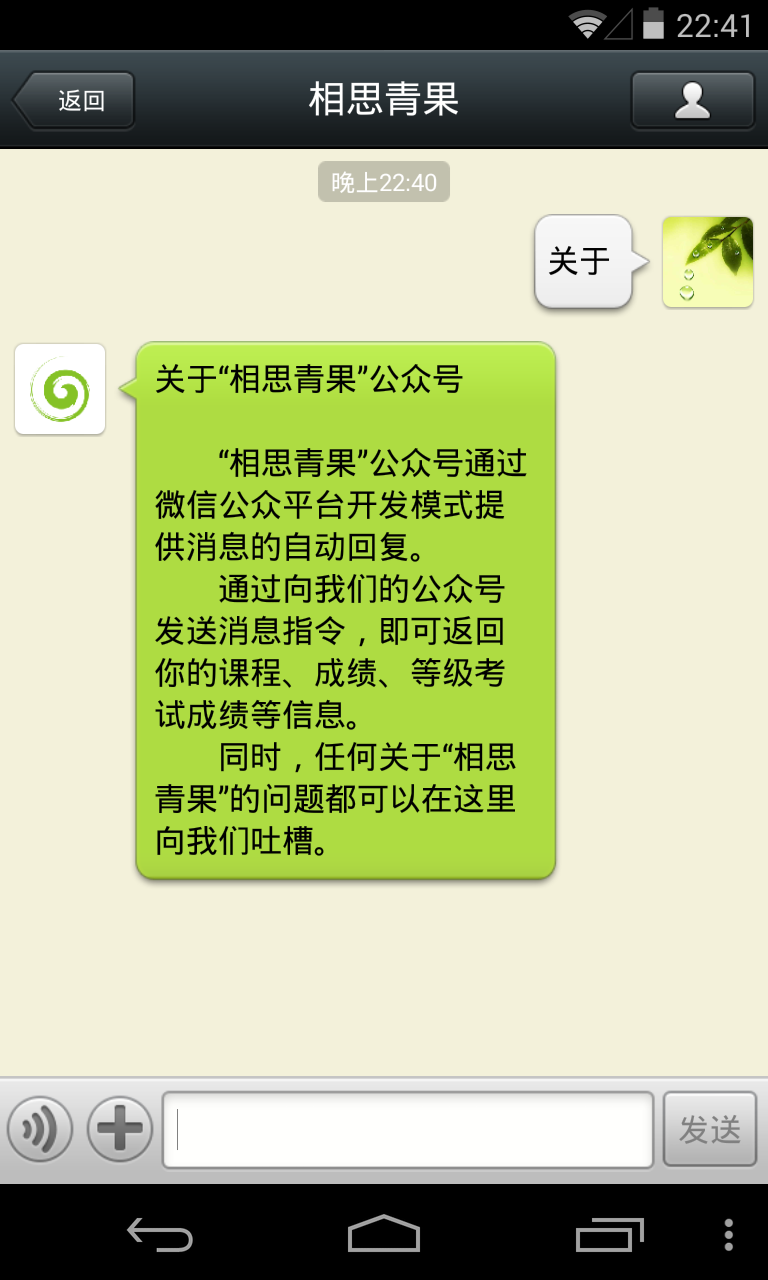 22:41
返回
相思青果
晚上22:40
关于
关于“相思青果”公众号
“相思青果”公众号通过
微信公众平台开发模式提
供消息的自动回复。
通过向我们的公众号
发送消息指令，即可返回
你的课程、成绩、等级考
试成绩等信息。
同时，任何关于“相思
青果”的问题都可以在这里
向我们吐槽。
发送